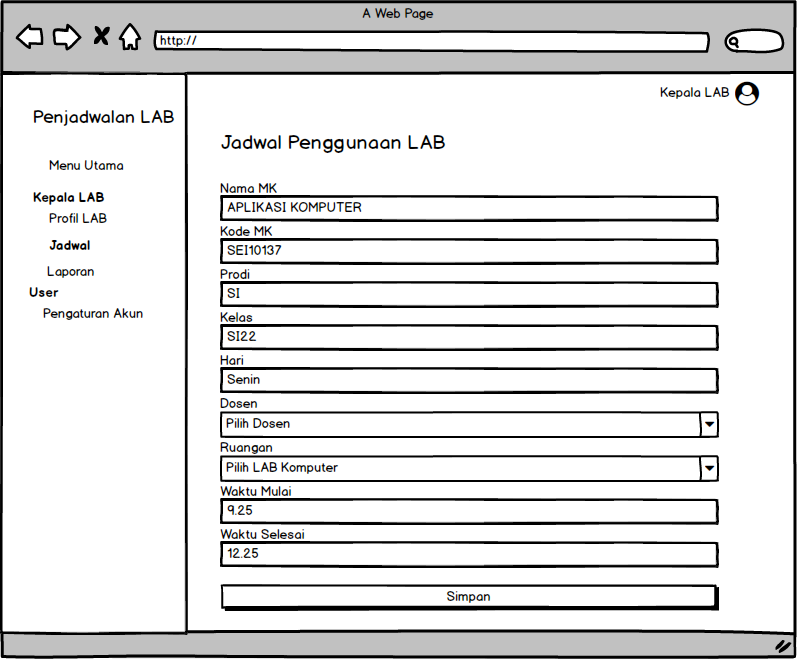 A Web Page
http://
Kepala LAB
Penjadwalan LAB
Menu Utama
Kepala LAB
Profil LAB
Jadwal
Laporan
User
Pengaturan Akun
Jadwal Penggunaan LAB
Nama MK
APLIKASI KOMPUTER
Kode MK
SEI10137
Prodi
SI
Kelas
SI22
Hari
Senin
Dosen
Pilih Dosen
Ruangan
Pilih LAB Komputer
Waktu Mulai
9.25
Waktu Selesai
12.25
Simpan